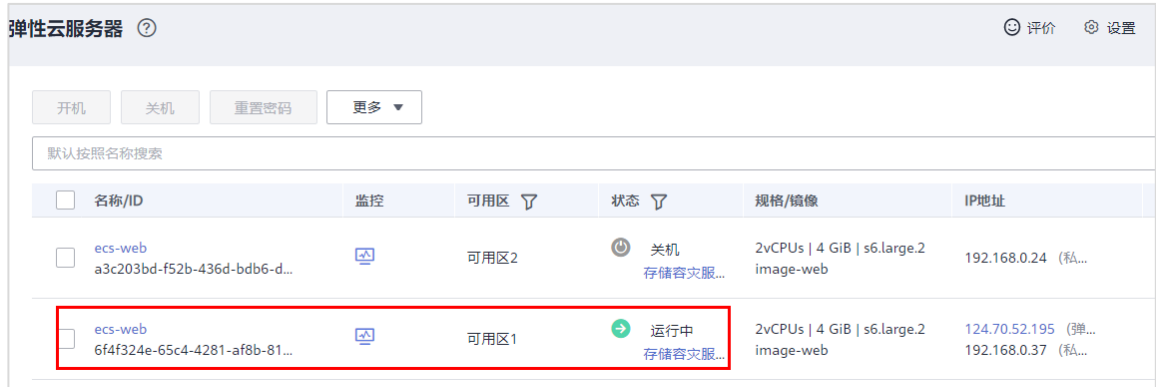 弹性云服务器
评价 设置
开机 关机 重置密码 更多
默认按照名称搜索
名称/ID 监控 可用区 状态 规格/镜像 IP地址
ecs-web
a3c203bd-f52b-436d-bdb6-d...
可用区2
关机
存储容灾服...
2vCPUs | 4 GiB | s6.large.2
image-web
192.168.0.24 (私...
ecs-web
6f4f324e-65c4-4281-af8b-81...
可用区1
运行中
存储容灾服...
2vCPUs | 4 GiB | s6.large.2
image-web
124.70.52.195 (弹...
192.168.0.37 (私...